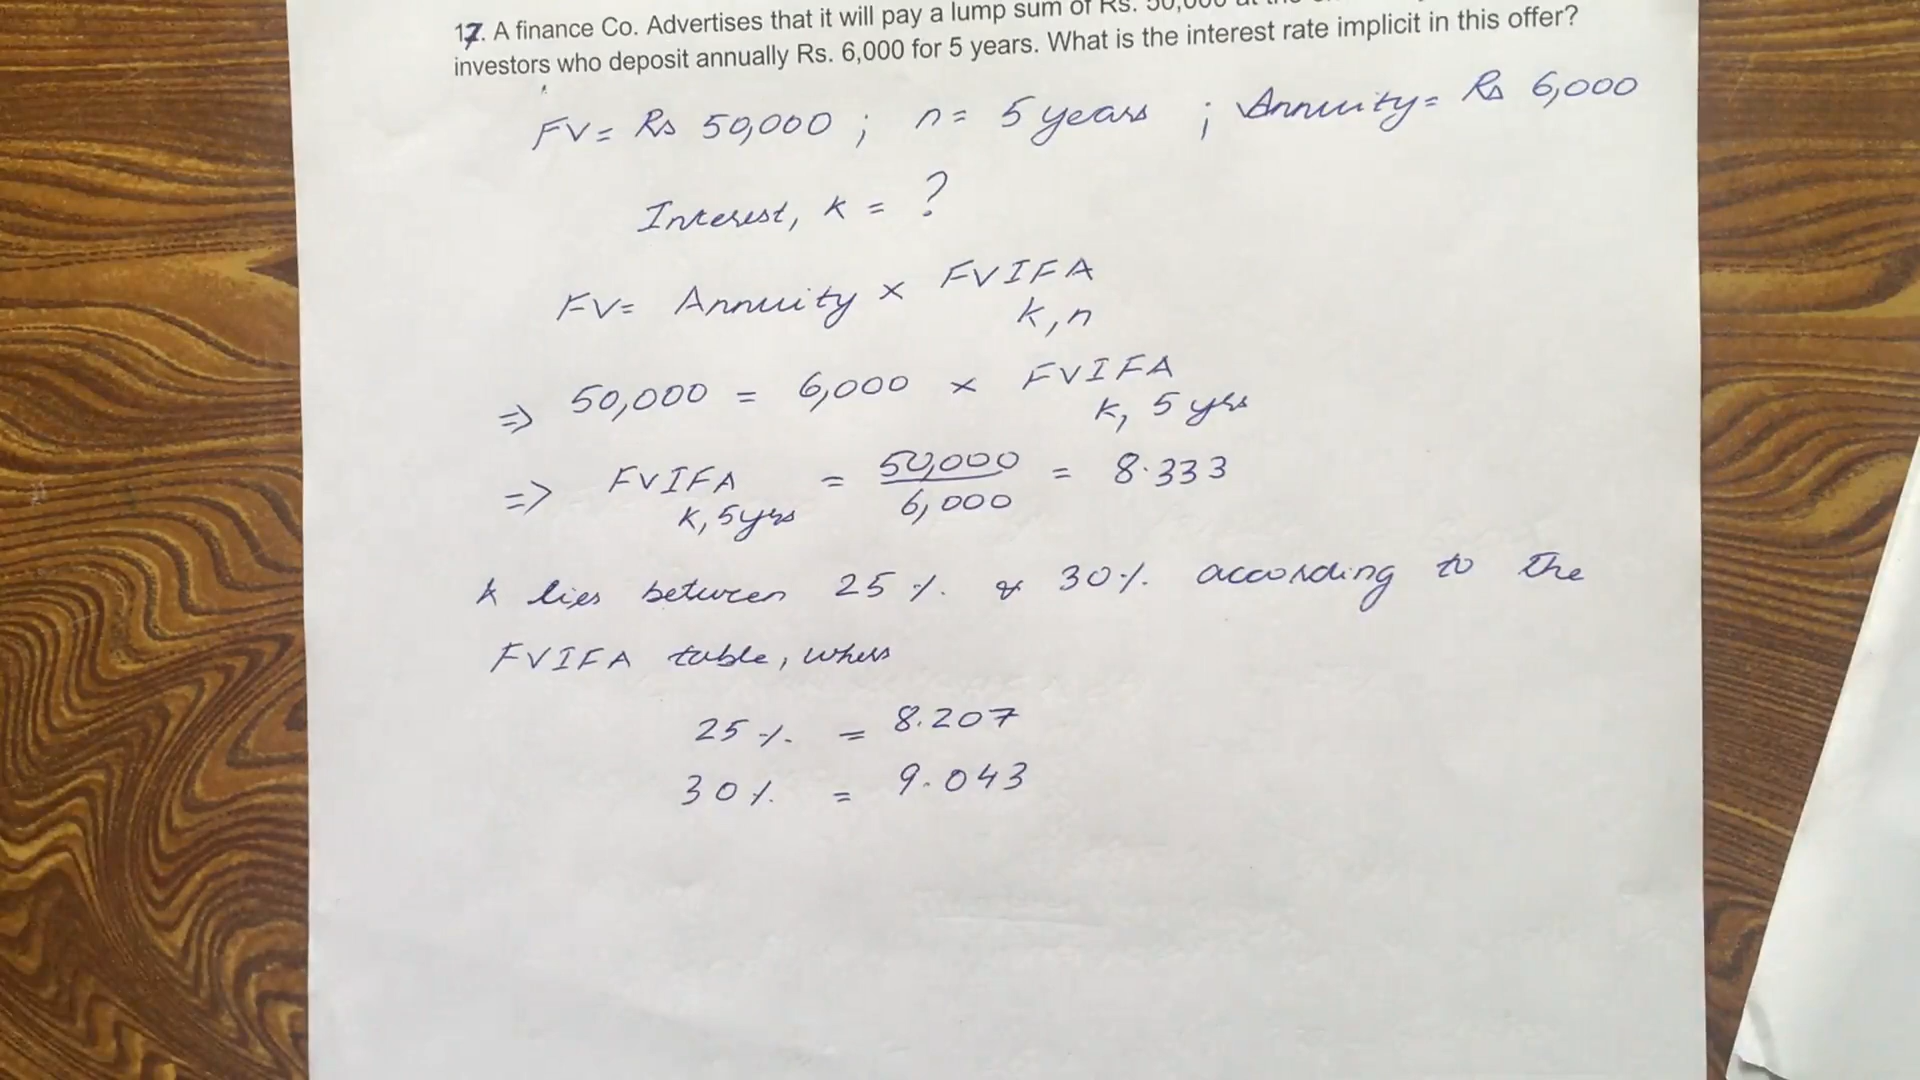 17. A finance Co. Advertises that it will pay a lump sum of Rs. 50,000 at the
investors who deposit annually Rs. 6,000 for 5 years. What is the interest rate implicit in this offer?
FV = Rs 50,000 ; n = 5 years ; Annuity = Rs 6,000
Interest, k = ?
FV = Annuity × FVIFA k,n
⇒ 50,000 = 6,000 × FVIFA k, 5 yrs
⇒ FVIFA k, 5yrs = 50,000 / 6,000 = 8.333
k lies between 25 % & 30 % according to the
FVIFA table, where
25 % = 8.207
30 % = 9.043